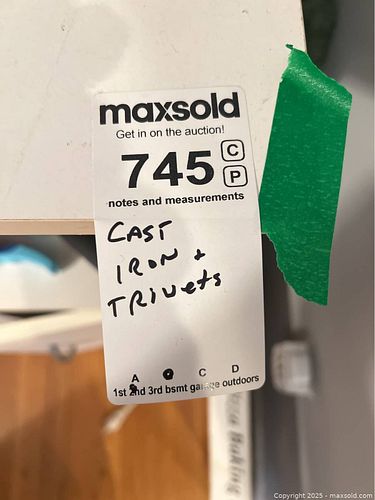 maxsold
Get in on the auction!
745 C
P
notes and measurements
CAST
IRON +
TRIVETS
A C D
1st 2nd 3rd bsmt garage outdoors
Baking
Copyright 2025 - maxsold.com